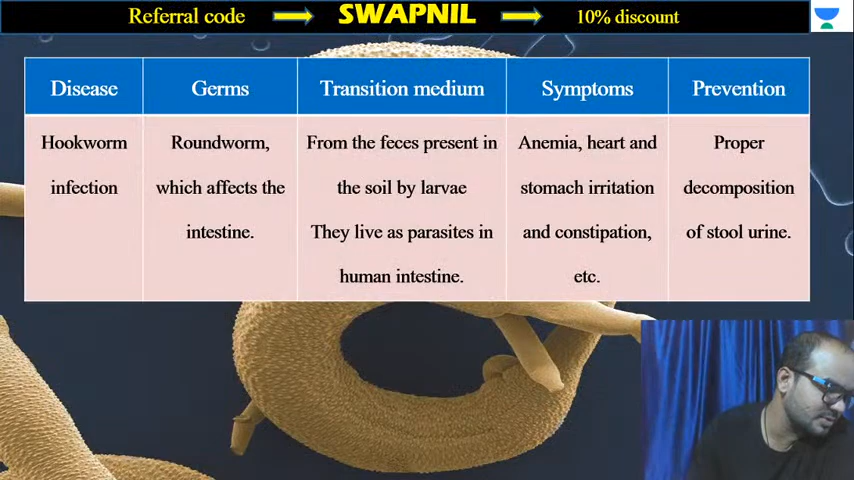 Referral code SWAPNIL 10% discount
Disease Germs Transition medium Symptoms Prevention
Hookworm
infection
Roundworm,
which affects the
intestine.
From the feces present in
the soil by larvae
They live as parasites in
human intestine.
Anemia, heart and
stomach irritation
and constipation,
etc.
Proper
decomposition
of stool urine.